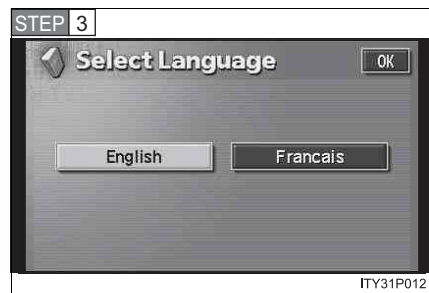 STEP 3
Select Language
OK
English
Francais
ITY31P012